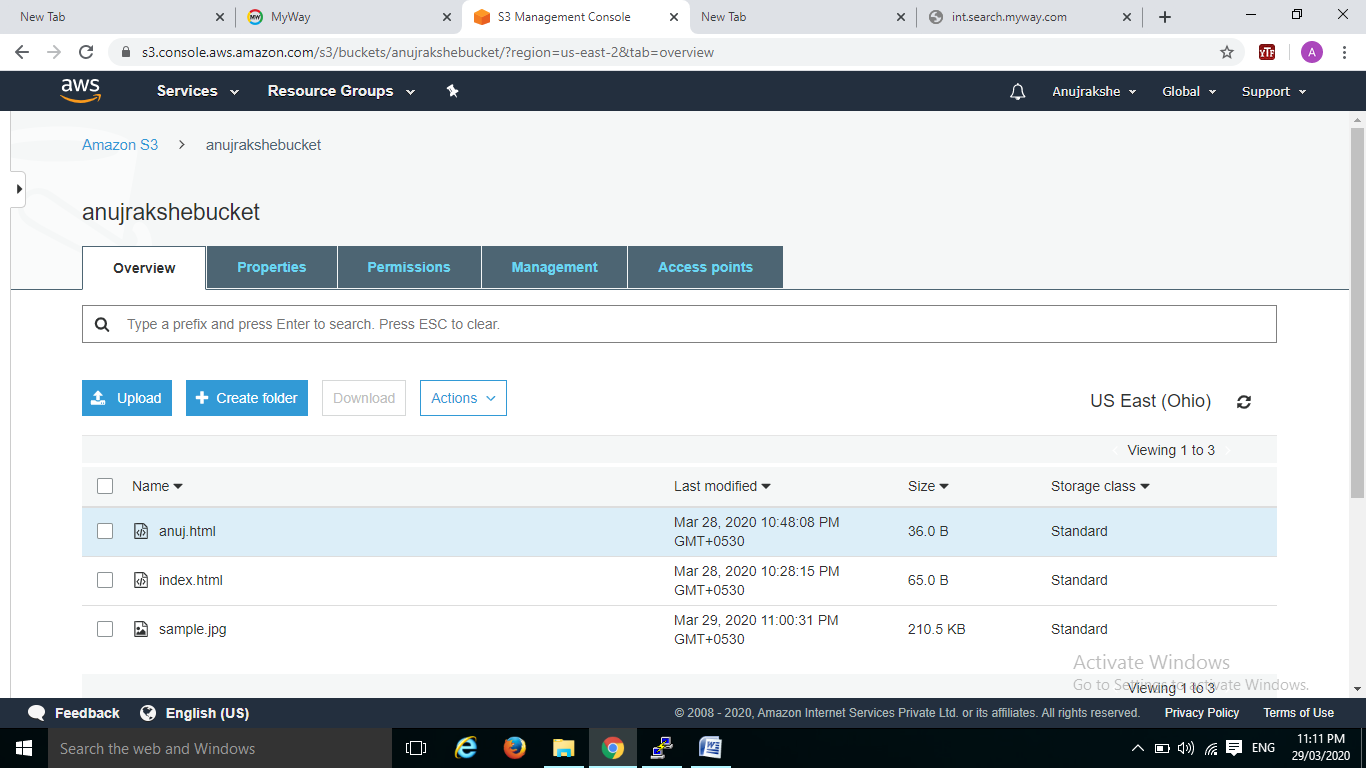 New Tab
MyWay
S3 Management Console
New Tab
int.search.myway.com
s3.console.aws.amazon.com/s3/buckets/anujrakshebucket/?region=us-east-2&tab=overview
YTF
A
aws
Services
Resource Groups
Anujrakshe
Global
Support
Amazon S3 > anujrakshebucket
anujrakshebucket
Overview
Properties
Permissions
Management
Access points
Type a prefix and press Enter to search. Press ESC to clear.
Upload
Create folder
Download
Actions
US East (Ohio)
Viewing 1 to 3
Name
Last modified
Size
Storage class
anuj.html
Mar 28, 2020 10:48:08 PM
GMT+0530
36.0 B
Standard
index.html
Mar 28, 2020 10:28:15 PM
GMT+0530
65.0 B
Standard
sample.jpg
Mar 29, 2020 11:00:31 PM
GMT+0530
210.5 KB
Standard
Activate Windows
Go to Settings to activate Windows.
Viewing 1 to 3
Feedback
English (US)
© 2008 - 2020, Amazon Internet Services Private Ltd. or its affiliates. All rights reserved.
Privacy Policy
Terms of Use
Search the web and Windows
ENG
11:11 PM
29/03/2020